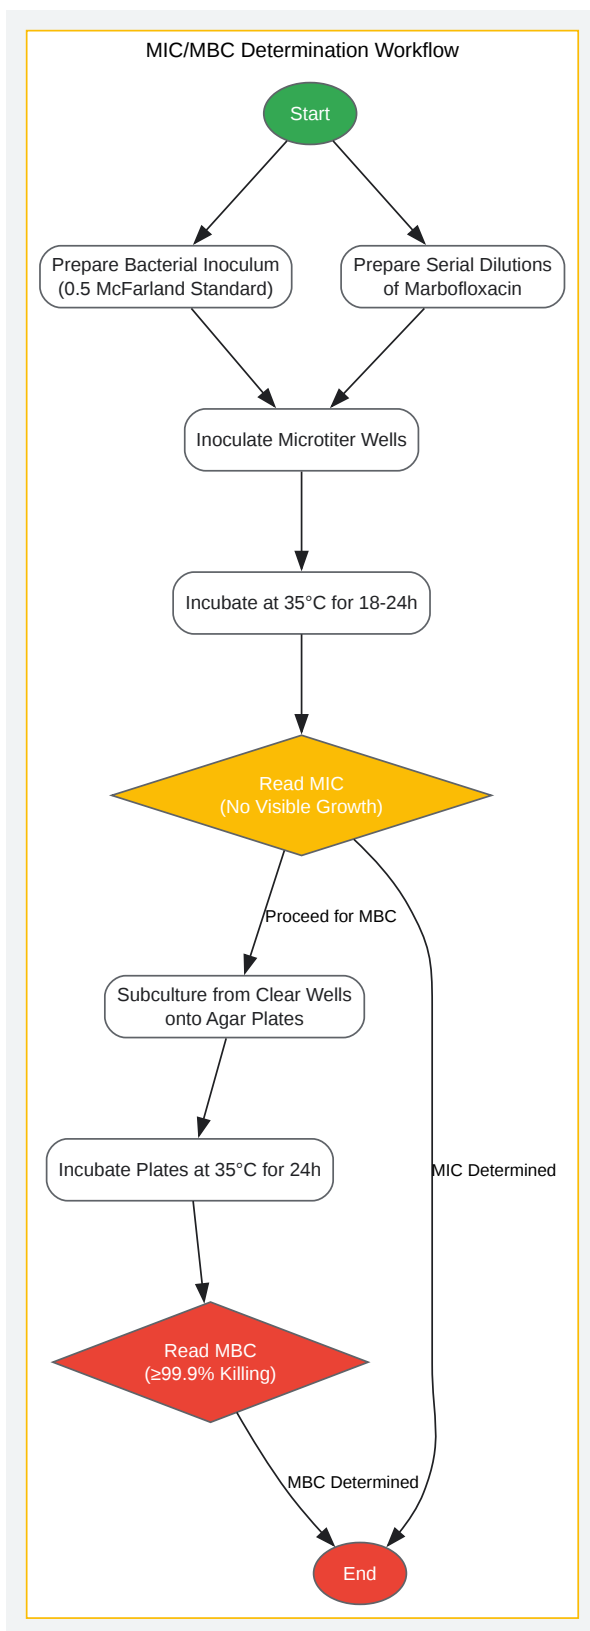 MIC/MBC Determination Workflow
Start
Prepare Bacterial Inoculum
(0.5 McFarland Standard)
Prepare Serial Dilutions
of Marbofloxacin
Inoculate Microtiter Wells
Incubate at 35°C for 18-24h
Read MIC
(No Visible Growth)
Proceed for MBC
Subculture from Clear Wells
onto Agar Plates
Incubate Plates at 35°C for 24h
MIC Determined
Read MBC
(≥99.9% Killing)
MBC Determined
End